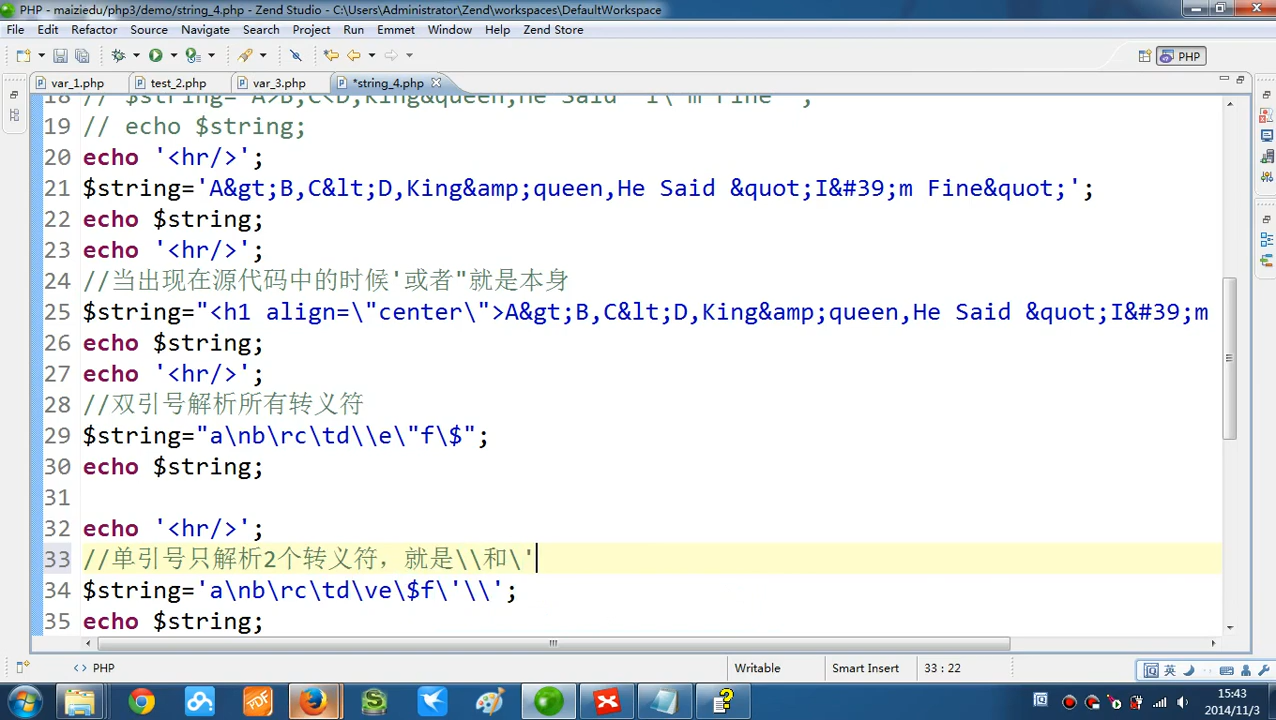 PHP - maiziedu/php3/demo/string_4.php - Zend Studio - C:\Users\Administrator\Zend\workspaces\DefaultWorkspace
File Edit Refactor Source Navigate Search Project Run Emmet Window Help Zend Store
PHP
var_1.php test_2.php var_3.php *string_4.php
19 // echo $string;
20 echo '<hr/>';
21 $string='A&gt;B,C&lt;D,King&amp;queen,He Said &quot;I&#39;m Fine&quot;';
22 echo $string;
23 echo '<hr/>';
24 //当出现在源代码中的时候'或者"就是本身
25 $string="<h1 align=\"center\">A&gt;B,C&lt;D,King&amp;queen,He Said &quot;I&#39;m
26 echo $string;
27 echo '<hr/>';
28 //双引号解析所有转义符
29 $string="a\nb\rc\td\\e\"f\$";
30 echo $string;
31
32 echo '<hr/>';
33 //单引号只解析2个转义符，就是\\和\'
34 $string='a\nb\rc\td\ve\$f\'\\';
35 echo $string;
PHP Writable Smart Insert 33 : 22
英
15:43
2014/11/3